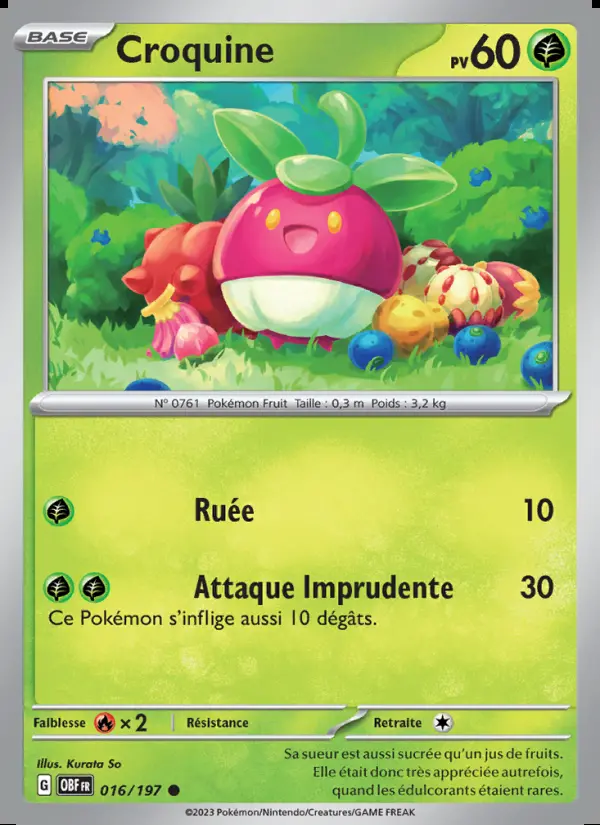 BASE
Croquine
PV 60
N° 0761 Pokémon Fruit Taille : 0,3 m Poids : 3,2 kg
Ruée 10
Attaque Imprudente 30
Ce Pokémon s'inflige aussi 10 dégâts.
Faiblesse ×2 Résistance Retraite
Illus. Kurata So
Sa sueur est aussi sucrée qu'un jus de fruits.
Elle était donc très appréciée autrefois,
quand les édulcorants étaient rares.
G OBF FR 016/197
©2023 Pokémon/Nintendo/Creatures/GAME FREAK